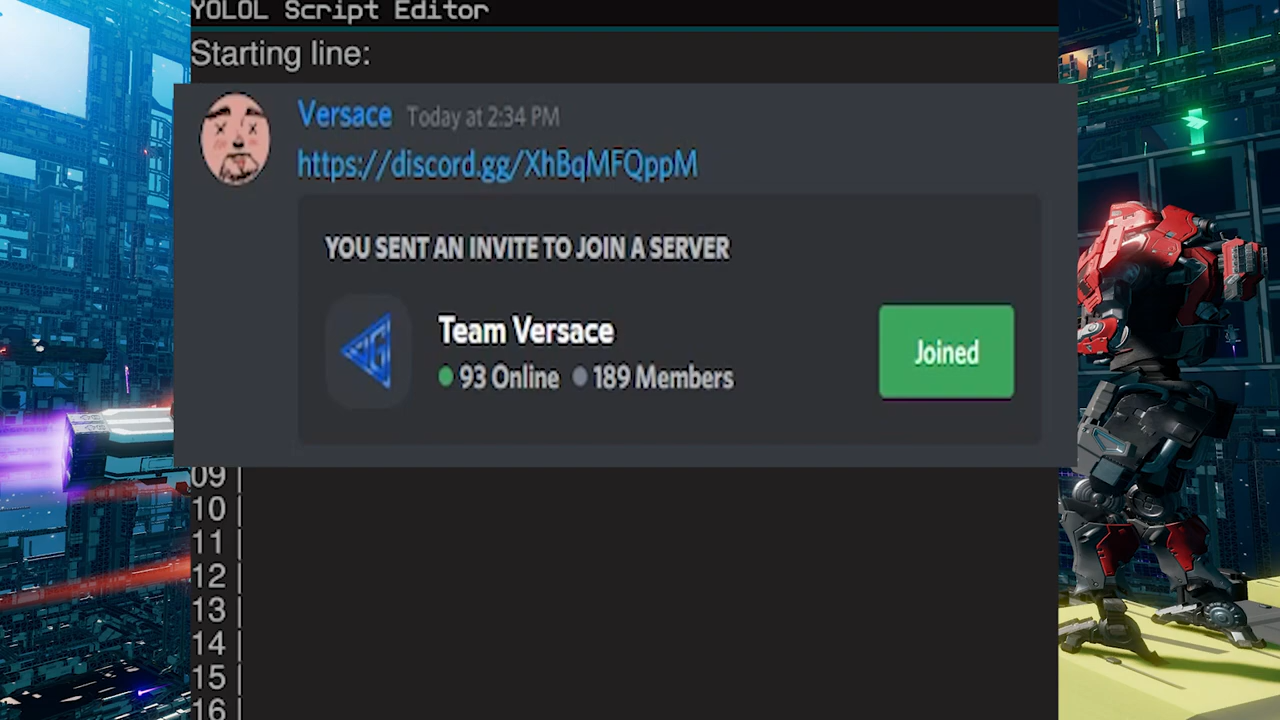 YOLOL Script Editor
Starting line:
Versace Today at 2:34 PM
https://discord.gg/XhBqMFQppM
YOU SENT AN INVITE TO JOIN A SERVER
Team Versace
93 Online 189 Members
Joined
09 |
10 |
11 |
12 |
13 |
14 |
15 |
16 |